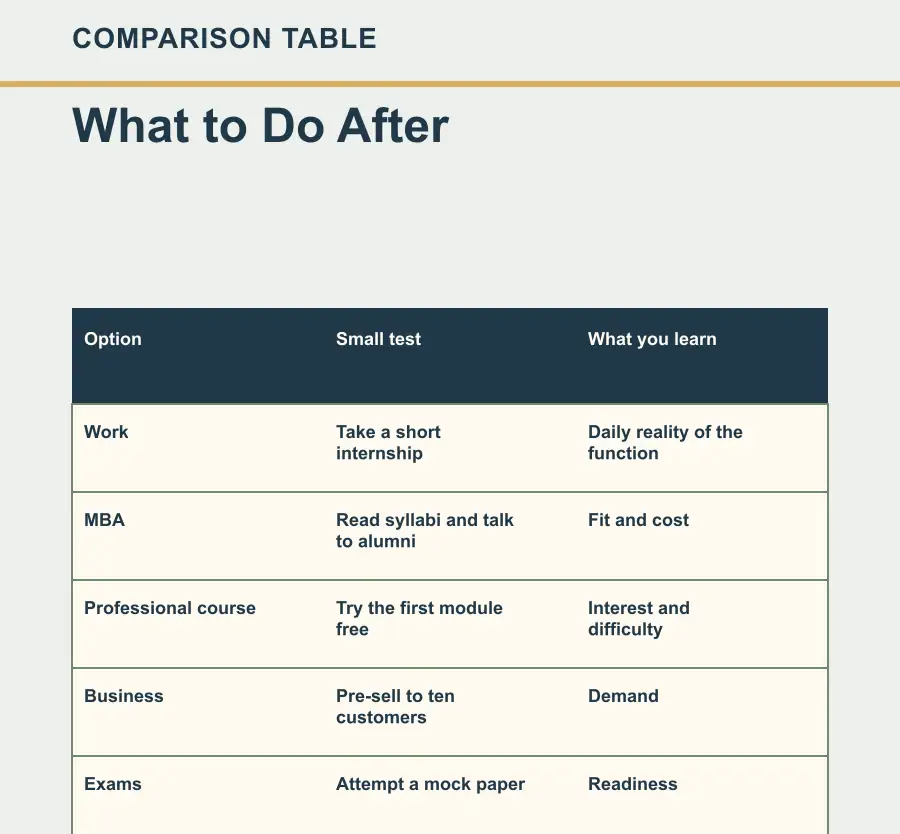 COMPARISON TABLE
What to Do After
Option Small test What you learn
Work Take a short Daily reality of the
internship function
MBA Read syllabi and talk Fit and cost
to alumni
Professional course Try the first module Interest and
free difficulty
Business Pre-sell to ten Demand
customers
Exams Attempt a mock paper Readiness